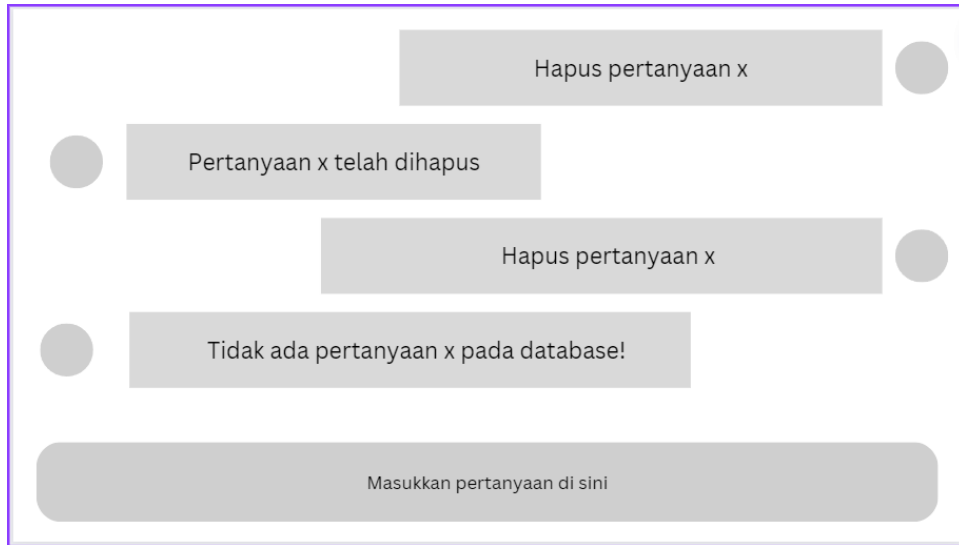 Hapus pertanyaan x
Pertanyaan x telah dihapus
Hapus pertanyaan x
Tidak ada pertanyaan x pada database!
Masukkan pertanyaan di sini